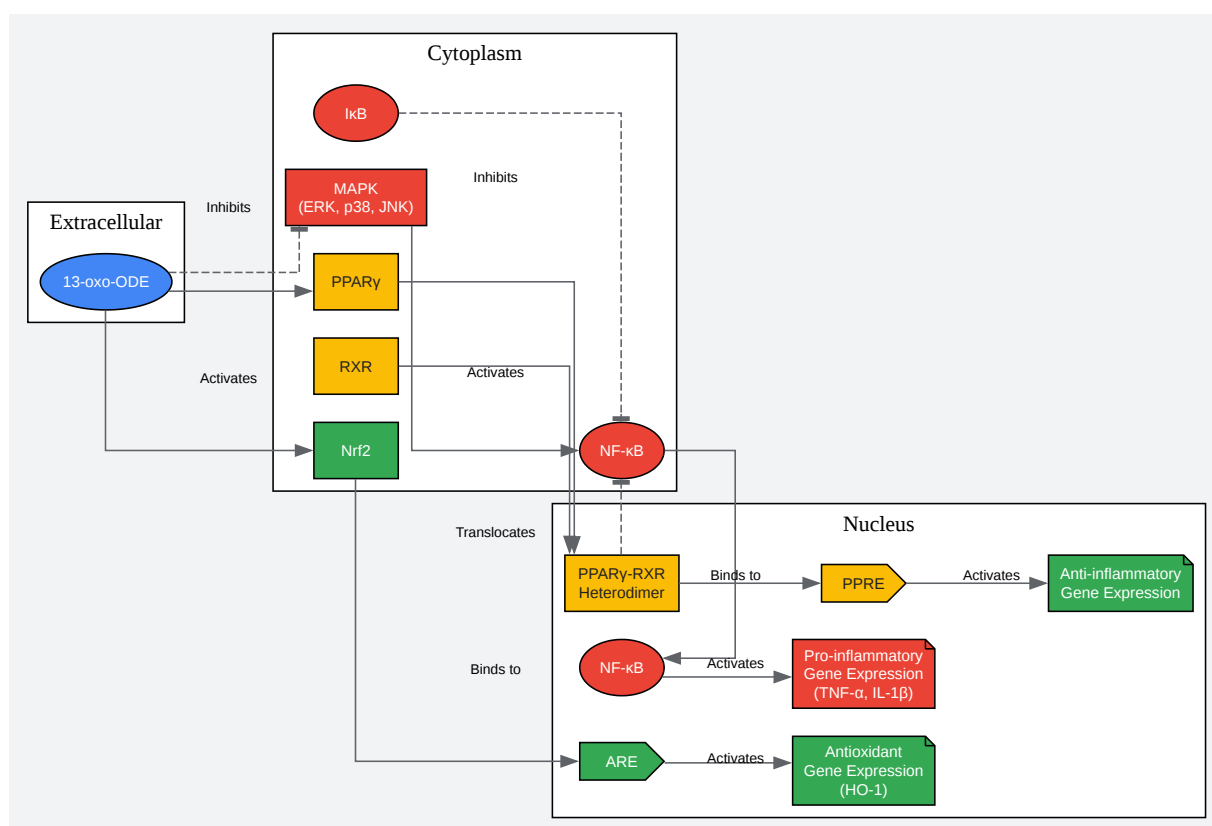 Cytoplasm
IκB
MAPK
(ERK, p38, JNK)
Inhibits
Inhibits
Extracellular
13-oxo-ODE
PPARγ
RXR
Activates
Activates
Nrf2
NF-κB
Translocates
Nucleus
PPARγ-RXR
Heterodimer
Binds to
PPRE
Activates
Anti-inflammatory
Gene Expression
Binds to
NF-κB
Activates
Pro-inflammatory
Gene Expression
(TNF-α, IL-1β)
ARE
Activates
Antioxidant
Gene Expression
(HO-1)